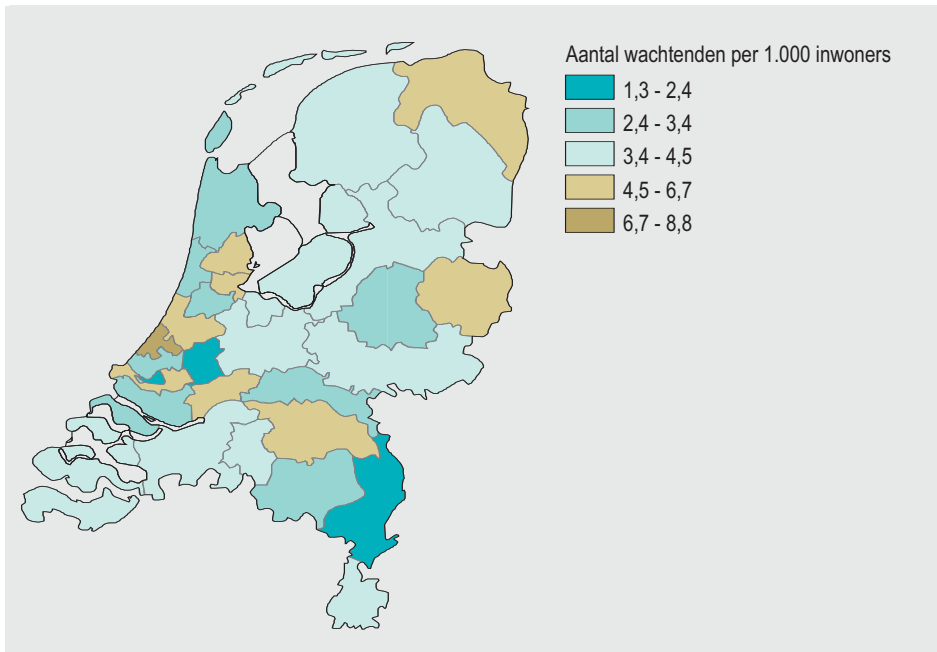 Aantal wachtenden per 1.000 inwoners
1,3 - 2,4
2,4 - 3,4
3,4 - 4,5
4,5 - 6,7
6,7 - 8,8